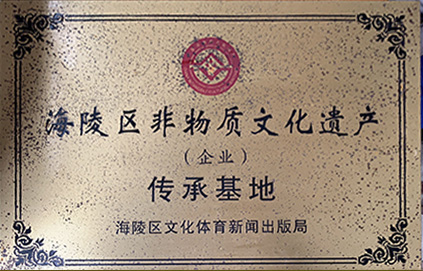 海陵区非物质文化遗产
（企业）
传承基地
海陵区文化体育新闻出版局